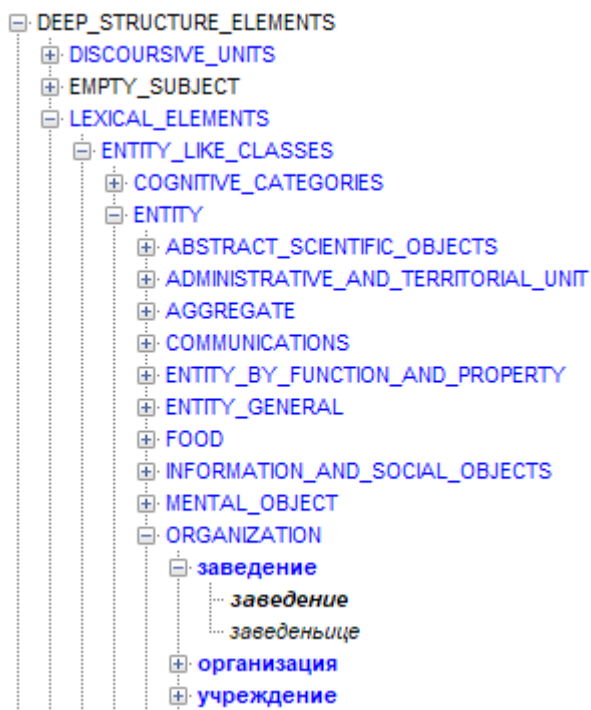 DEEP_STRUCTURE_ELEMENTS
DISCOURSIVE_UNITS
EMPTY_SUBJECT
LEXICAL_ELEMENTS
ENTITY_LIKE_CLASSES
COGNITIVE_CATEGORIES
ENTITY
ABSTRACT_SCIENTIFIC_OBJECTS
ADMINISTRATIVE_AND_TERRITORIAL_UNIT
AGGREGATE
COMMUNICATIONS
ENTITY_BY_FUNCTION_AND_PROPERTY
ENTITY_GENERAL
FOOD
INFORMATION_AND_SOCIAL_OBJECTS
MENTAL_OBJECT
ORGANIZATION
заведение
заведение
заведеньице
организация
учреждение